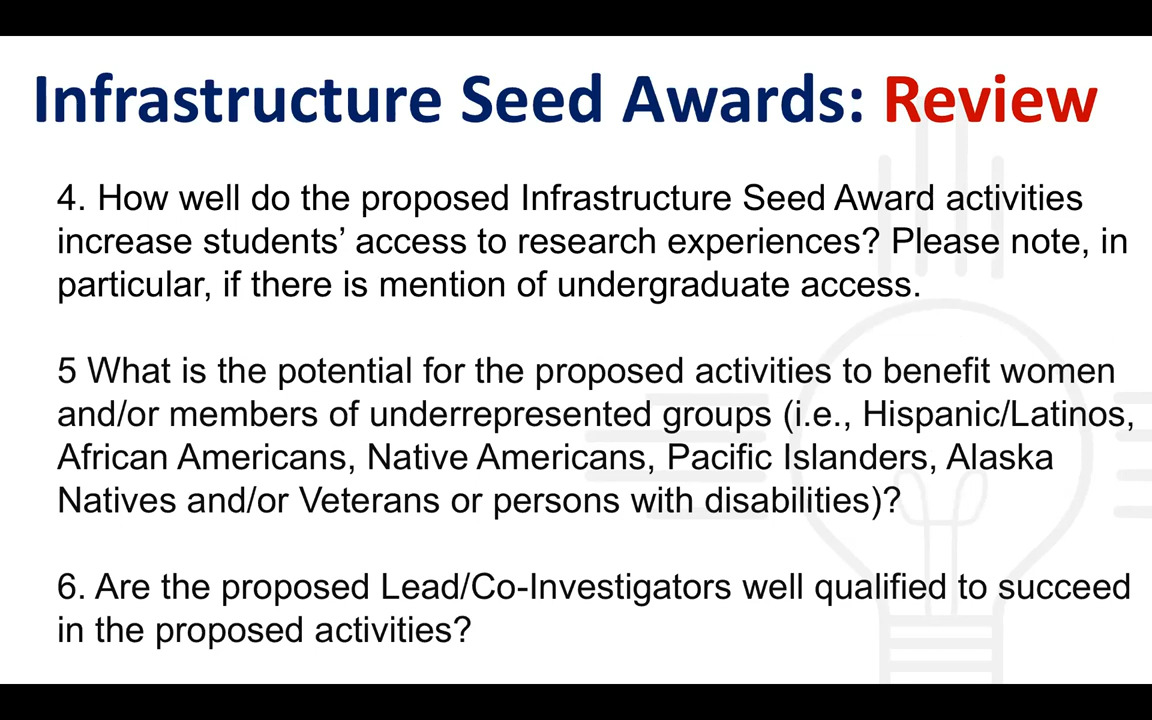 Infrastructure Seed Awards: Review
4. How well do the proposed Infrastructure Seed Award activities
increase students’ access to research experiences? Please note, in
particular, if there is mention of undergraduate access.
5 What is the potential for the proposed activities to benefit women
and/or members of underrepresented groups (i.e., Hispanic/Latinos,
African Americans, Native Americans, Pacific Islanders, Alaska
Natives and/or Veterans or persons with disabilities)?
6. Are the proposed Lead/Co-Investigators well qualified to succeed
in the proposed activities?